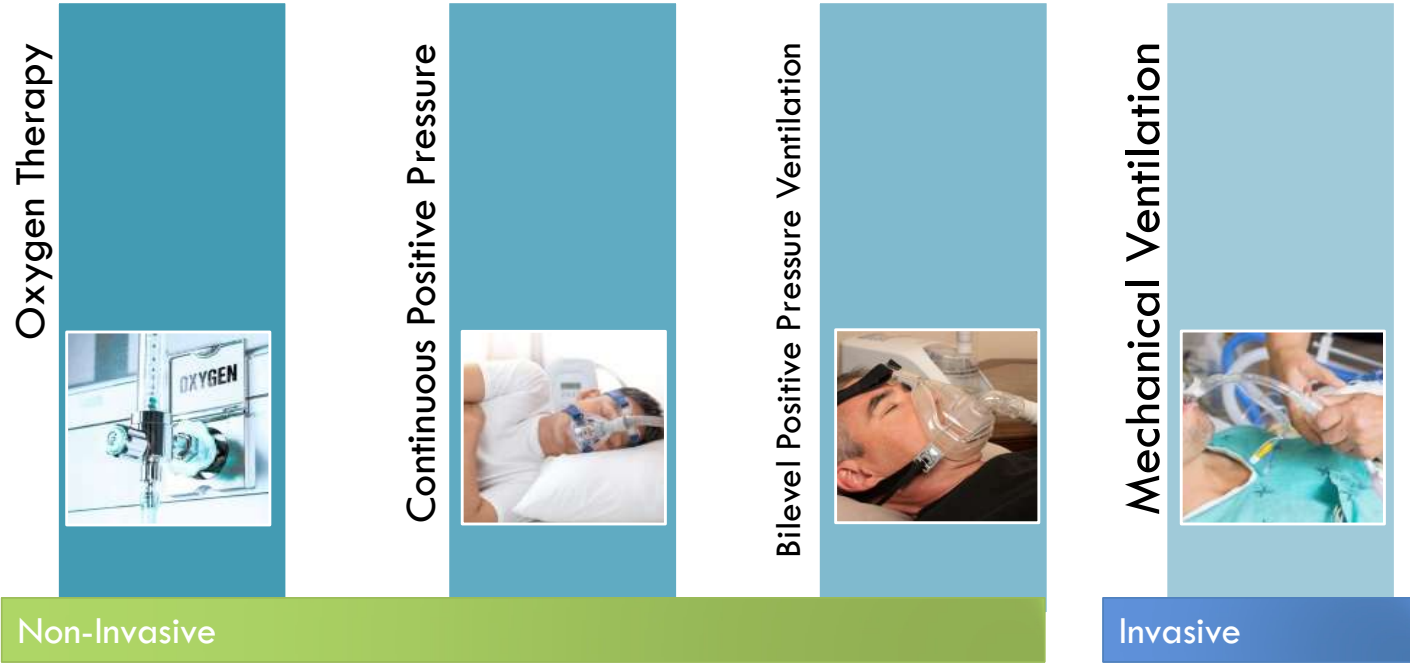 Oxygen Therapy
OXYGEN
Continuous Positive Pressure
Bilevel Positive Pressure Ventilation
Mechanical Ventilation
Non-Invasive
Invasive